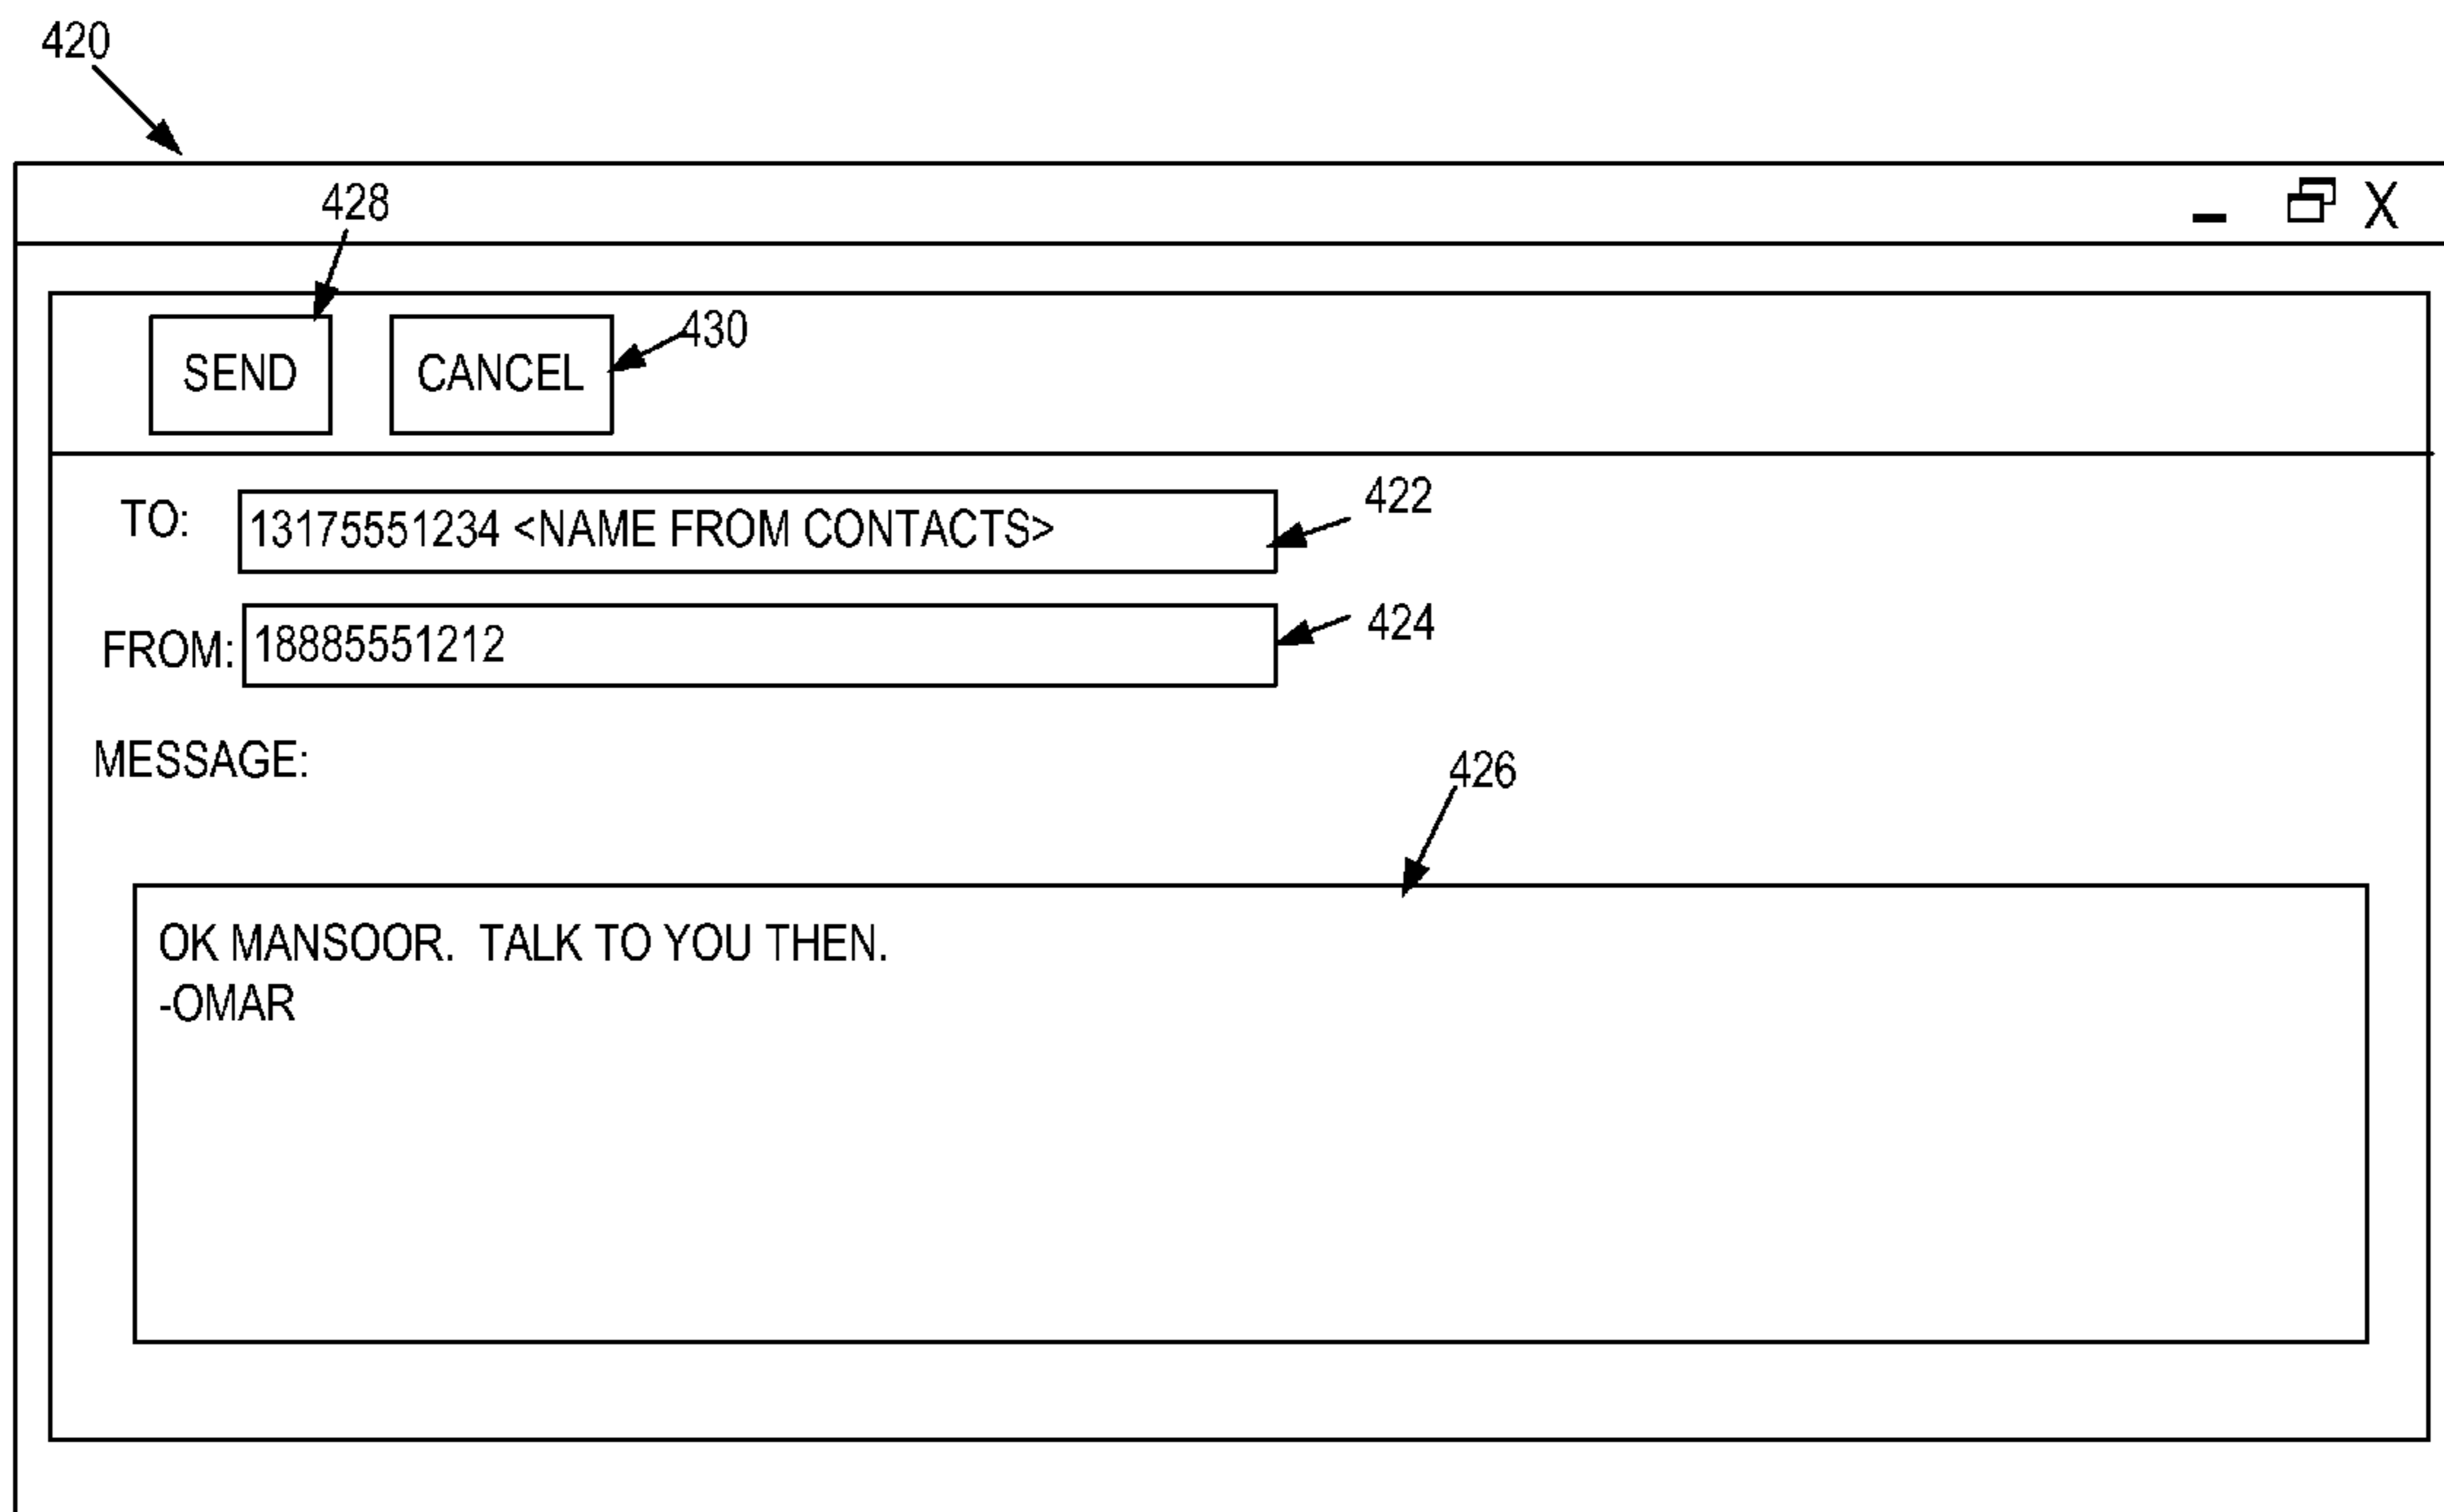 420
428
X
SEND
CANCEL
430
TO:
13175551234 <NAME FROM CONTACTS>
422
FROM:
18885551212
424
MESSAGE:
426
OK MANSOOR.  TALK TO YOU THEN.
-OMAR